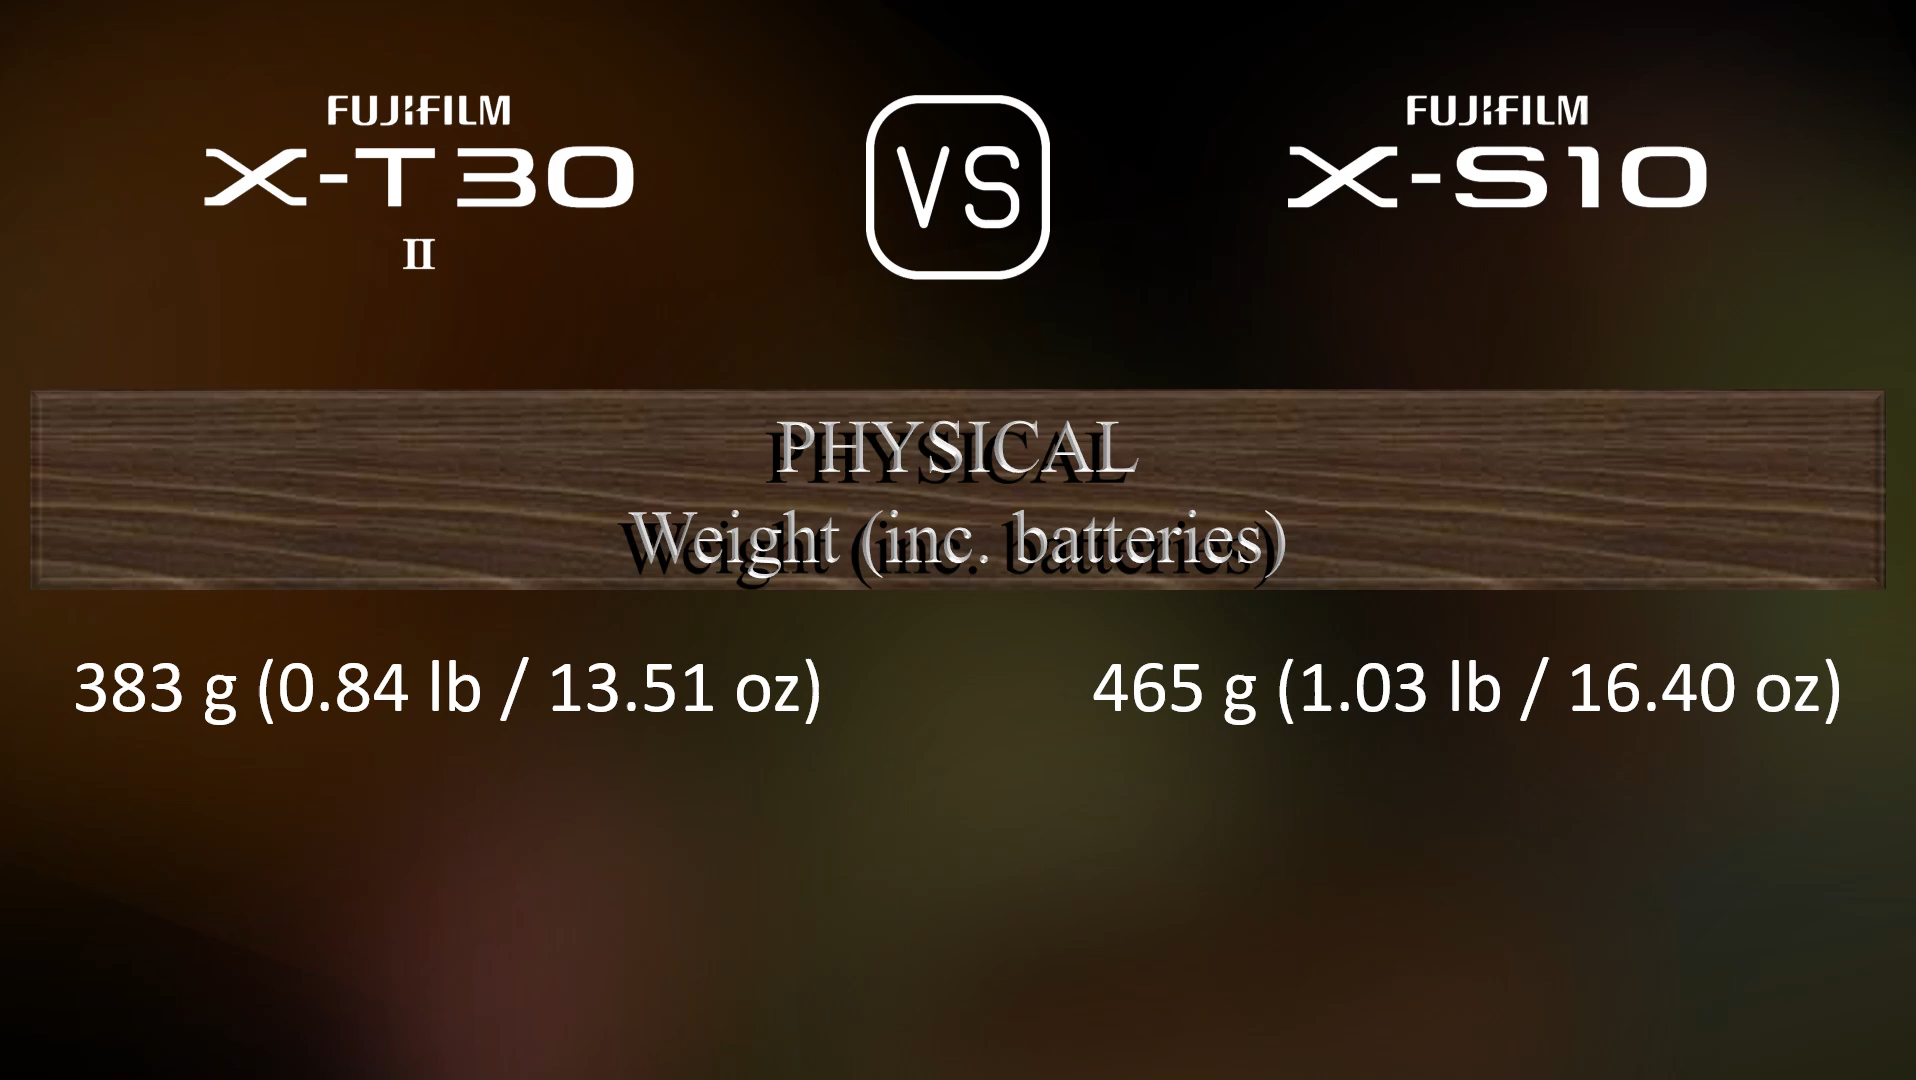 FUJIFILM
X-T30
II
VS
FUJIFILM
X-S10
PHYSICAL
Weight (inc. batteries)
383 g (0.84 lb / 13.51 oz)
465 g (1.03 lb / 16.40 oz)